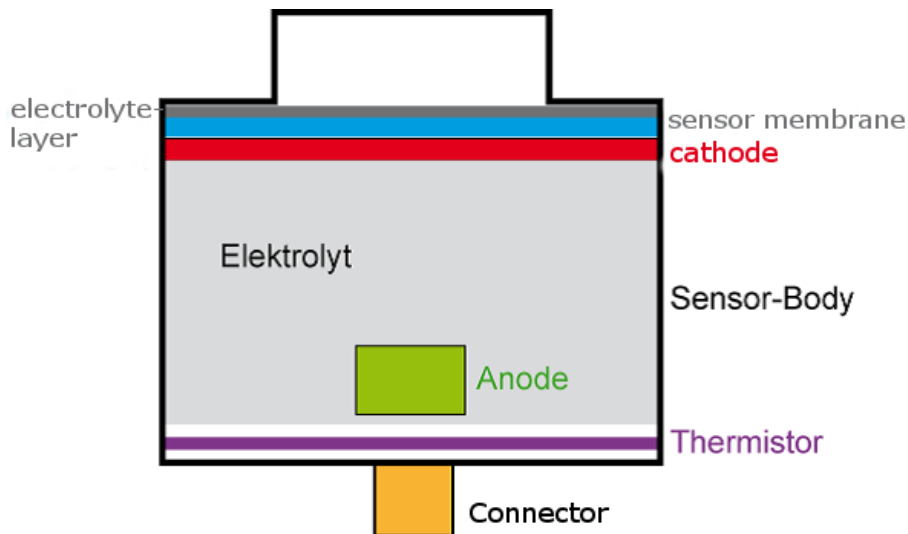 electrolyte-
layer
sensor membrane
cathode
Elektrolyt
Sensor-Body
Anode
Thermistor
Connector